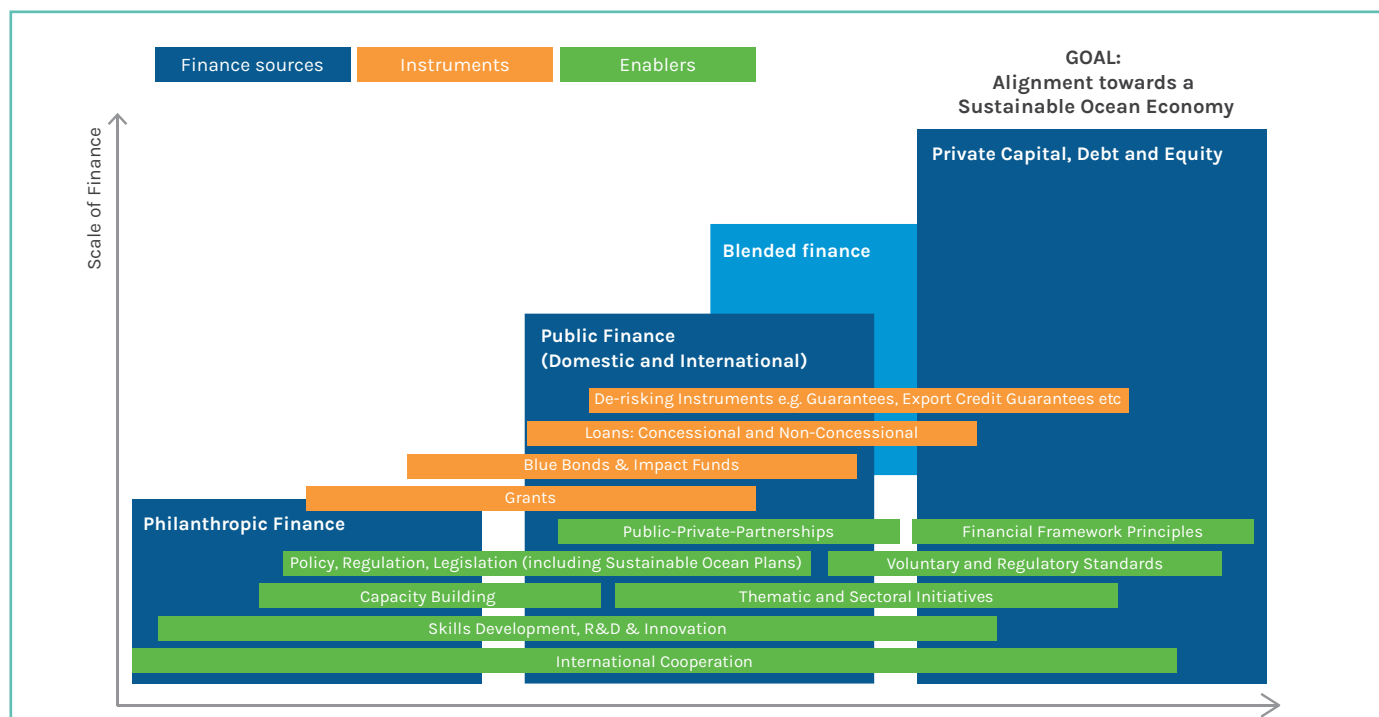 Finance sources
Instruments
Enablers
GOAL:
Alignment towards a
Sustainable Ocean Economy
Scale of Finance
Private Capital, Debt and Equity
Blended finance
Public Finance
(Domestic and International)
De-risking Instruments e.g. Guarantees, Export Credit Guarantees etc
Loans: Concessional and Non-Concessional
Blue Bonds & Impact Funds
Grants
Philanthropic Finance
Public-Private-Partnerships
Financial Framework Principles
Policy, Regulation, Legislation (including Sustainable Ocean Plans)
Voluntary and Regulatory Standards
Capacity Building
Thematic and Sectoral Initiatives
Skills Development, R&D & Innovation
International Cooperation